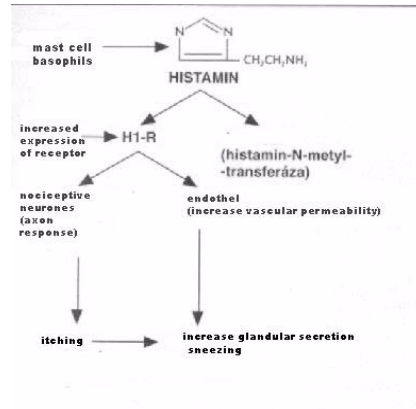 N
N
mast cell
basophils
CH₂CH₂NH₂
HISTAMIN
increased
expression
of receptor
H1-R
(histamin-N-metyl-
-transferáza)
nociceptive
neurones
(axon
response)
endothel
(increase vascular permeability)
itching
increase glandular secretion
sneezing